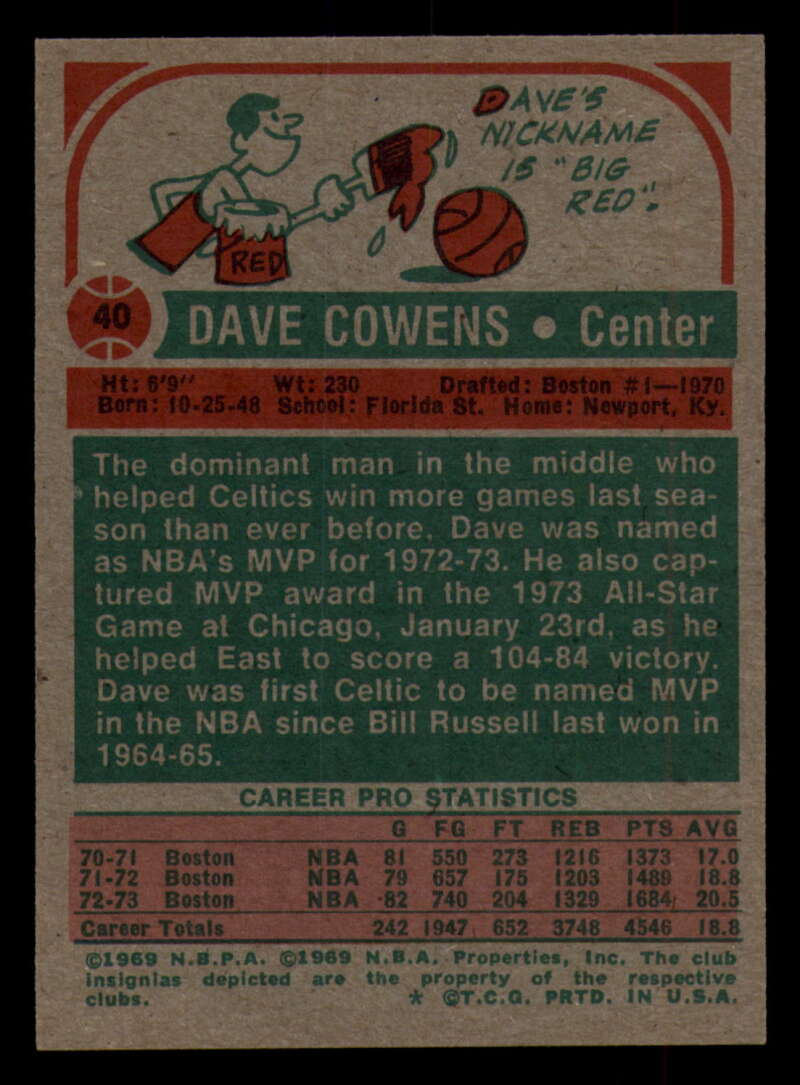 DAVE'S
NICKNAME
IS "BIG
RED".
RED
40
DAVE COWENS • Center
Ht: 6'9" Wt: 230 Drafted: Boston #1—1970
Born: 10-25-48 School: Florida St. Home: Newport, Ky.
The dominant man in the middle who
helped Celtics win more games last sea-
son than ever before. Dave was named
as NBA's MVP for 1972-73. He also cap-
tured MVP award in the 1973 All-Star
Game at Chicago, January 23rd, as he
helped East to score a 104-84 victory.
Dave was first Celtic to be named MVP
in the NBA since Bill Russell last won in
1964-65.
CAREER PRO STATISTICS
G FG FT REB PTS AVG
70-71 Boston NBA 81 550 273 1216 1373 17.0
71-72 Boston NBA 79 657 175 1203 1489 18.8
72-73 Boston NBA 82 740 204 1329 1684 20.5
Career Totals 242 1947 652 3748 4546 18.8
©1969 N.B.P.A. ©1969 N.B.A. Properties, Inc. The club
insignias depicted are the property of the respective
clubs. * ©T.C.G. PRTD. IN U.S.A.